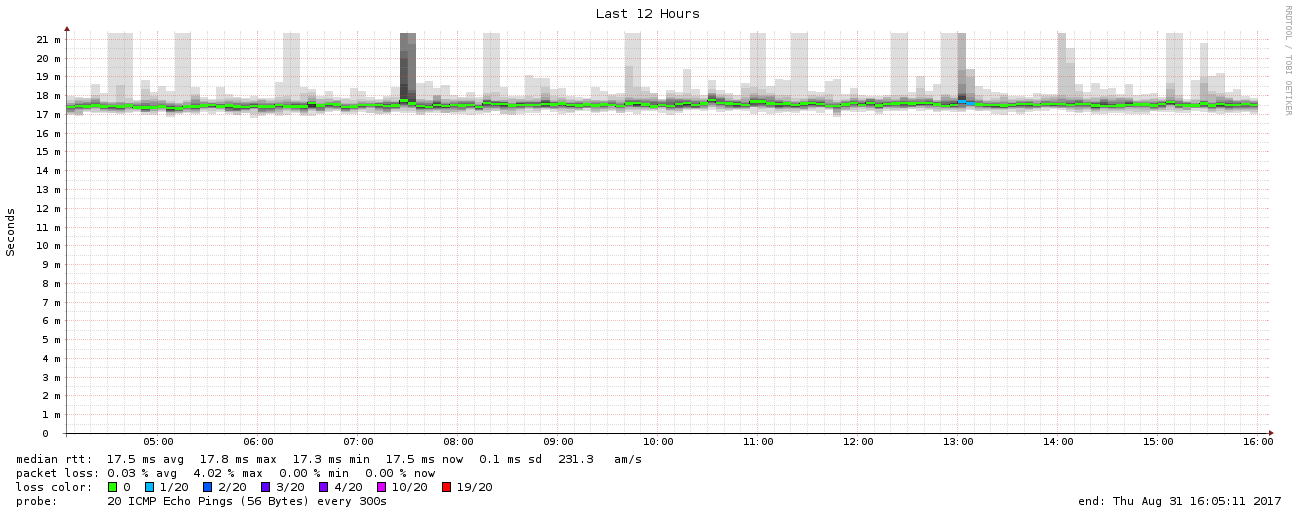 Last 12 Hours
RRDTOOL / TOBI OETIKER
Seconds
21 m
20 m
19 m
18 m
17 m
16 m
15 m
14 m
13 m
12 m
11 m
10 m
9 m
8 m
7 m
6 m
5 m
4 m
3 m
2 m
1 m
0
05:00 06:00 07:00 08:00 09:00 10:00 11:00 12:00 13:00 14:00 15:00 16:00
median rtt: 17.5 ms avg 17.8 ms max 17.3 ms min 17.5 ms now 0.1 ms sd 231.3 am/s
packet loss: 0.03 % avg 4.02 % max 0.00 % min 0.00 % now
loss color: 0 1/20 2/20 3/20 4/20 10/20 19/20
probe: 20 ICMP Echo Pings (56 Bytes) every 300s end: Thu Aug 31 16:05:11 2017